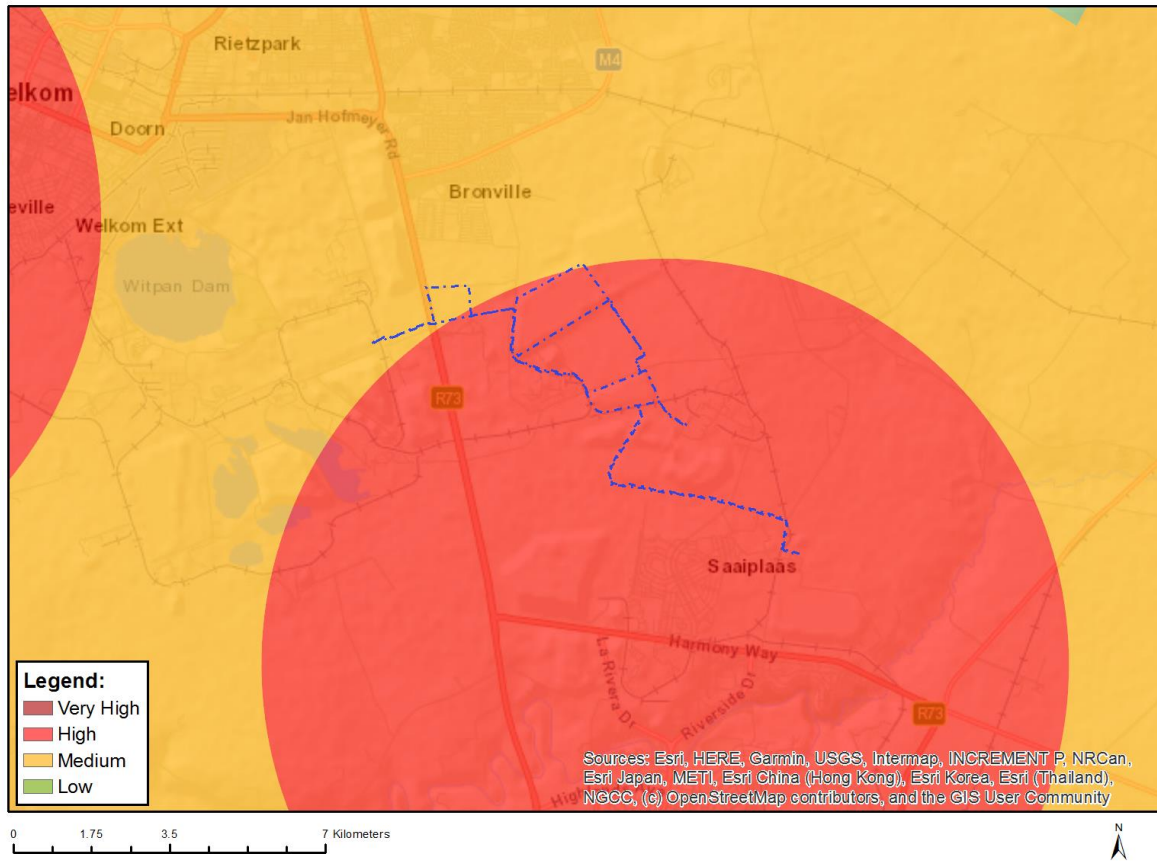 Rietzpark
M4
elkom
Doorn
Jan Hofmeyer Rd
Bronville
eville
Welkom Ext
Witpan Dam
R73
Saaiplaas
Harmony Way
La Rivera Dr
Riverside Dr
R73
Legend:
Very High
High
Medium
Low
Sources: Esri, HERE, Garmin, USGS, Intermap, INCREMENT P, NRCan,
Esri Japan, METI, Esri China (Hong Kong), Esri Korea, Esri (Thailand),
NGCC, (c) OpenStreetMap contributors, and the GIS User Community
0 1.75 3.5 7 Kilometers
N